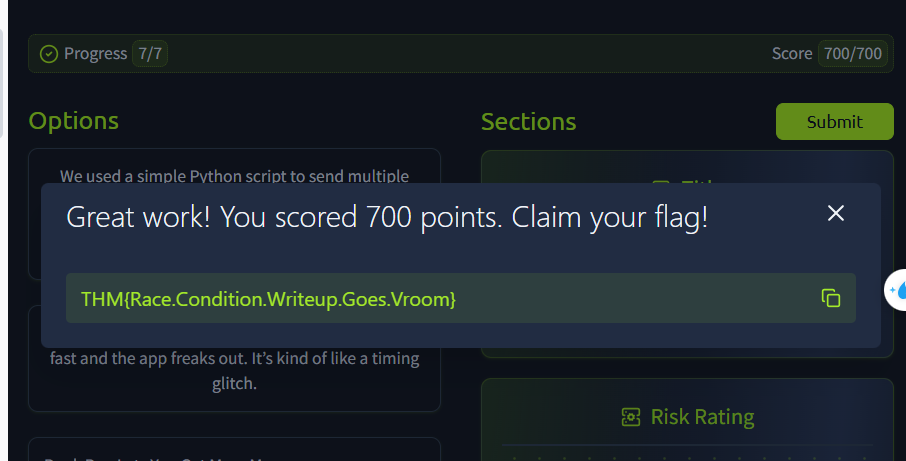 Progress 7/7
Score 700/700
Options
Sections
Submit
We used a simple Python script to send multiple
Great work! You scored 700 points. Claim your flag!
THM{Race.Condition.Writeup.Goes.Vroom}
fast and the app freaks out. It's kind of like a timing
glitch.
Risk Rating